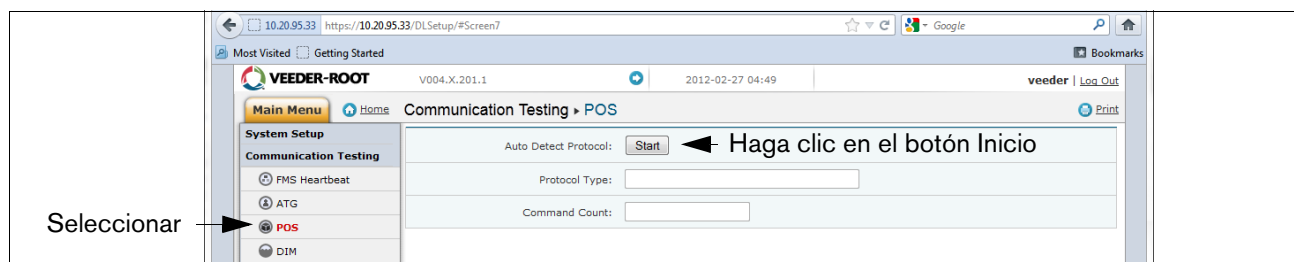 10.20.95.33 https://10.20.95.33/DLSetup/#Screen7 Google
Most Visited Getting Started Bookmarks
VEEDER-ROOT V004.X.201.1 2012-02-27 04:49 veeder | Log Out
Main Menu Home Communication Testing ▸ POS Print
System Setup
Auto Detect Protocol: Start Haga clic en el botón Inicio
Communication Testing
FMS Heartbeat
Protocol Type:
ATG
Command Count:
Seleccionar POS
DIM